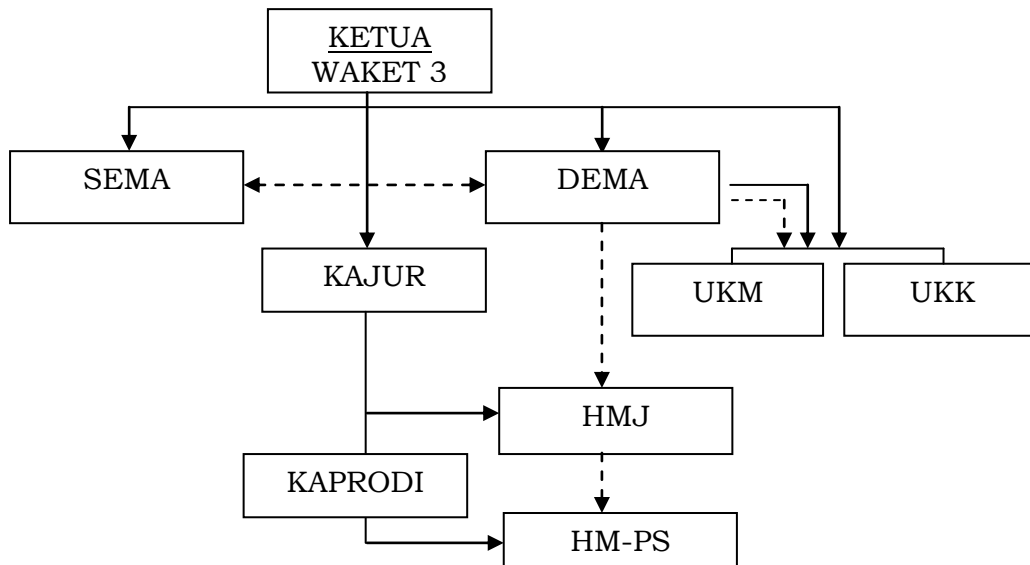 KETUA
WAKET 3
SEMA
DEMA
KAJUR
UKM
UKK
HMJ
KAPRODI
HM-PS